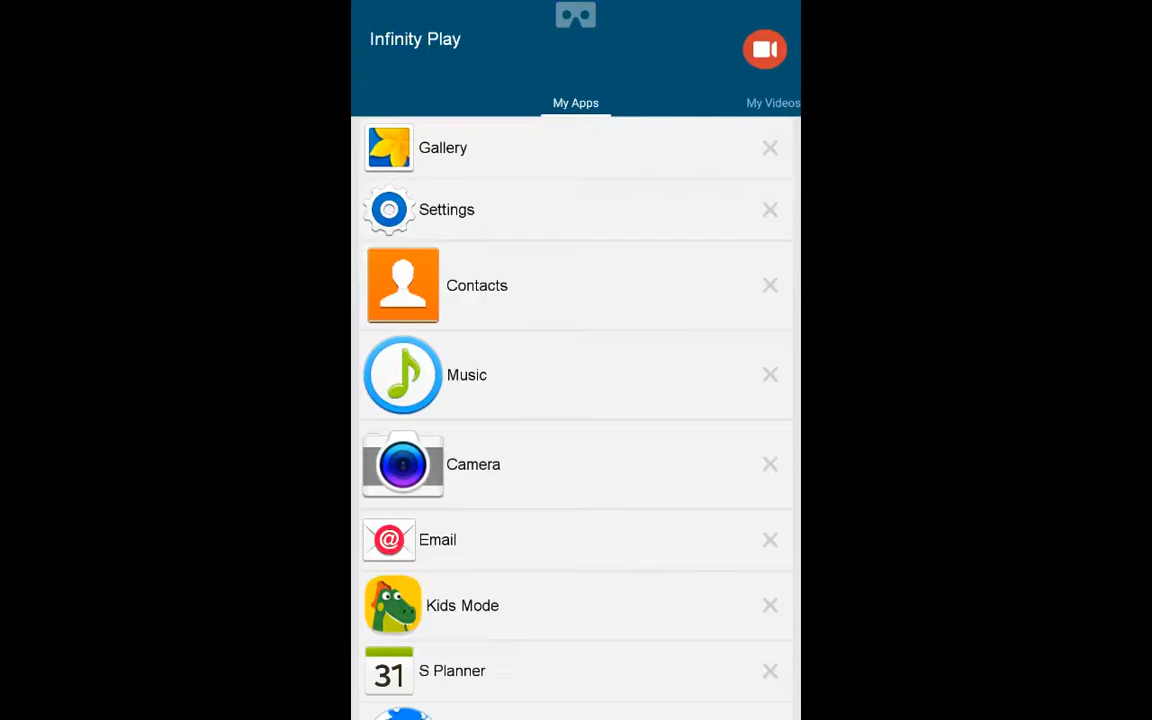 Infinity Play
My Apps
My Videos
Gallery
Settings
Contacts
Music
Camera
@ Email
Kids Mode
31 S Planner